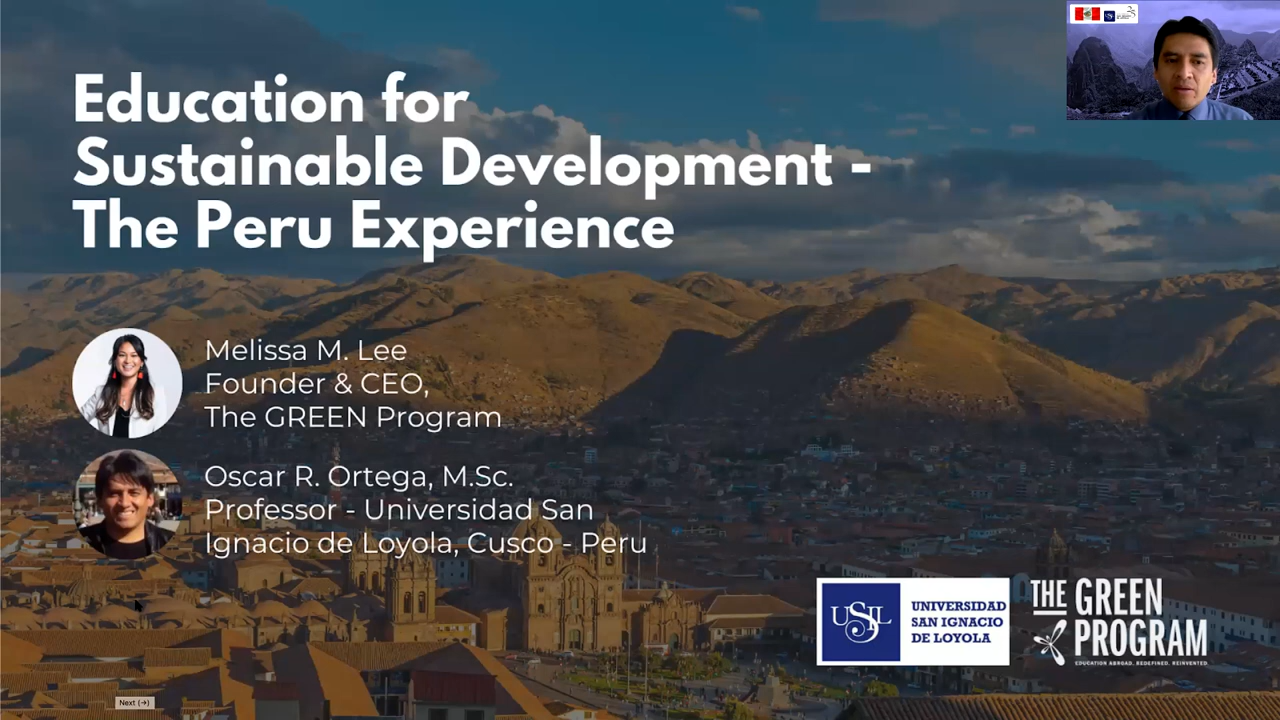 Education for
Sustainable Development -
The Peru Experience
Melissa M. Lee
Founder & CEO,
The GREEN Program
Oscar R. Ortega, M.Sc.
Professor - Universidad San
Ignacio de Loyola, Cusco - Peru
USIL
UNIVERSIDAD
SAN IGNACIO
DE LOYOLA
THE GREEN
PROGRAM
EDUCATION ABROAD. REDEFINED. REINVENTED.
Next (→)